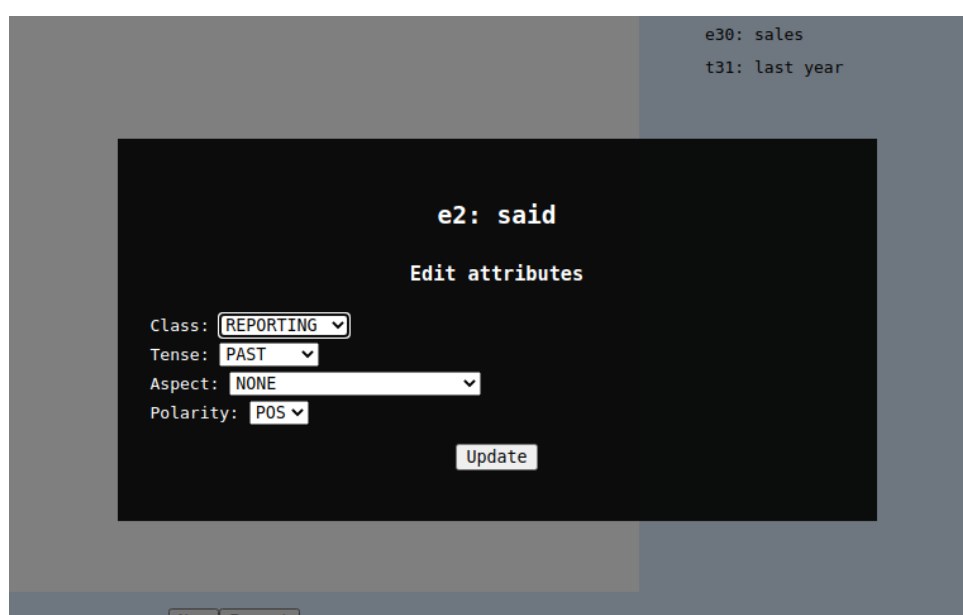 e30: sales
t31: last year
e2: said
Edit attributes
Class: REPORTING
Tense: PAST
Aspect: NONE
Polarity: POS
Update